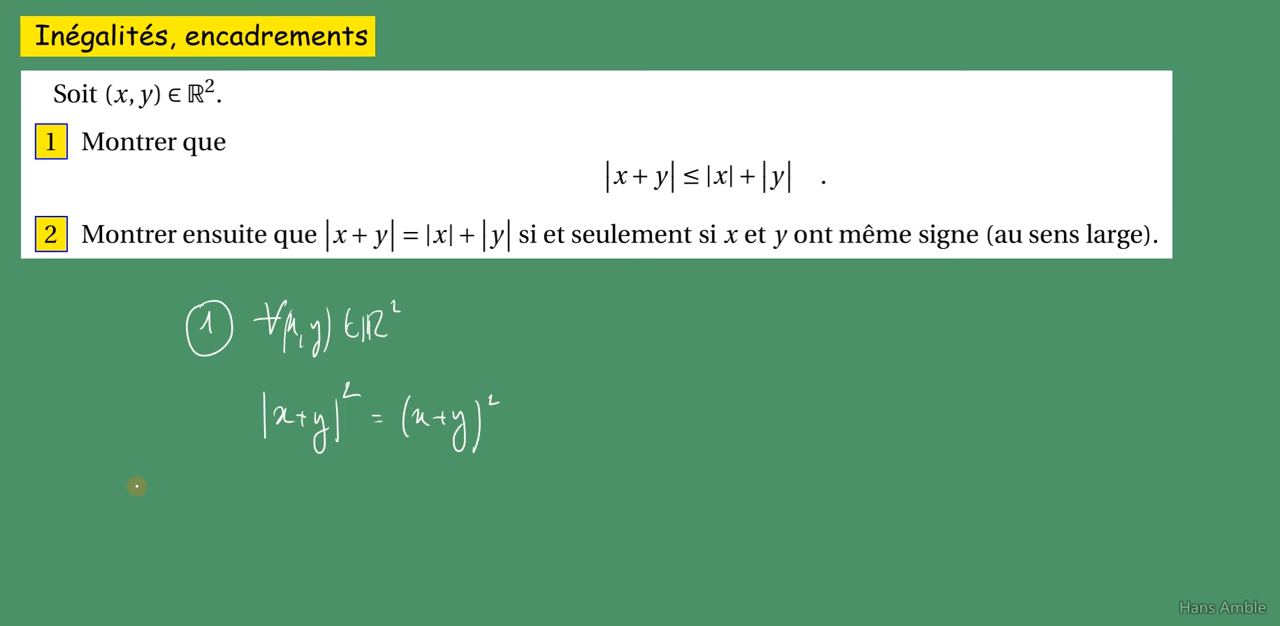 Inégalités, encadrements
Soit (x, y) ∈ ℝ².
1 Montrer que
|x + y| ≤ |x| + |y| .
2 Montrer ensuite que |x + y| = |x| + |y| si et seulement si x et y ont même signe (au sens large).
1 ∀(x, y) ∈ ℝ²
|x+y|² = (x+y)²
Hans Amble